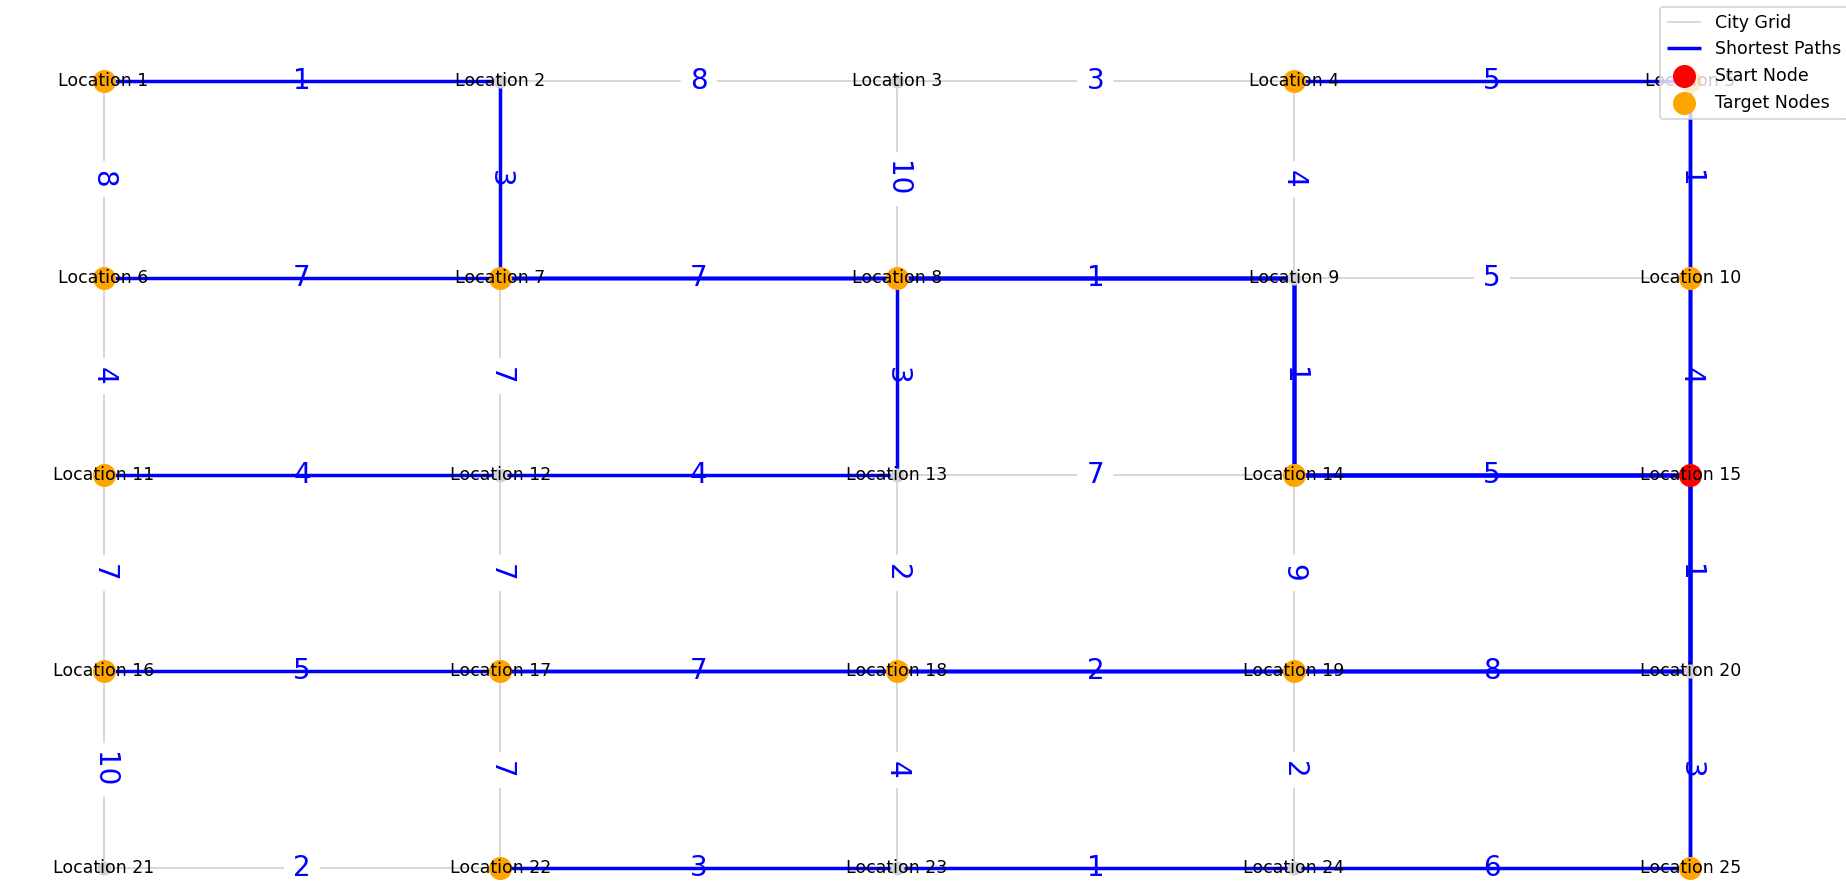 City Grid
Shortest Paths
Start Node
Target Nodes
Location 1 1 Location 2 8 Location 3 3 Location 4 5
8 3 10 4 1
Location 6 7 Location 7 7 Location 8 1 Location 9 5 Location 10
4 7 3 1 4
Location 11 4 Location 12 4 Location 13 7 Location 14 5 Location 15
7 7 2 9 1
Location 16 5 Location 17 7 Location 18 2 Location 19 8 Location 20
10 7 4 2 3
Location 21 2 Location 22 3 Location 23 1 Location 24 6 Location 25